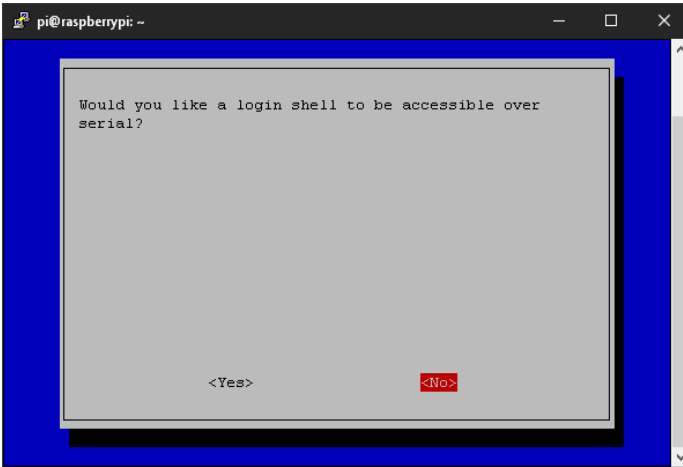 pi@raspberrypi: ~
Would you like a login shell to be accessible over
serial?
<Yes> <No>